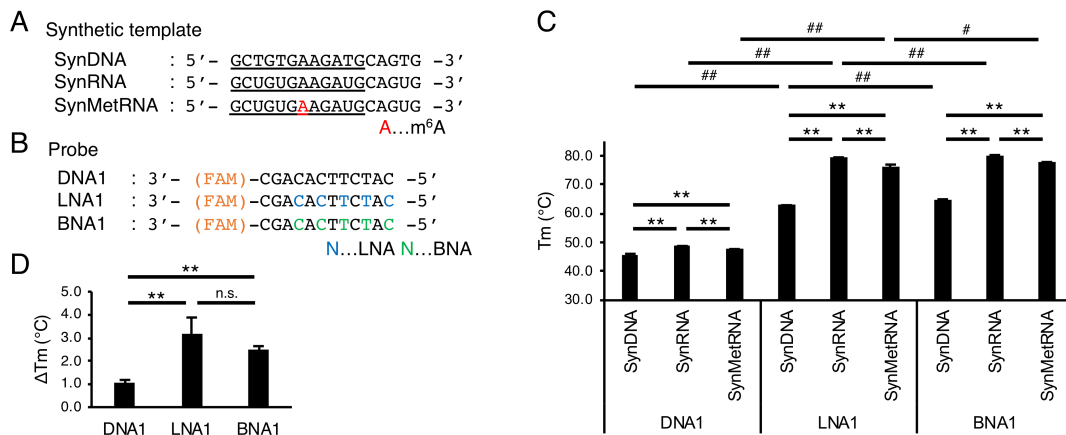 A
Synthetic template
SynDNA : 5’- GCTGTGAAGATGCAGTG -3’
SynRNA : 5’- GCUGUGAAGAUGCAGUG -3’
SynMetRNA : 5’- GCUGUGAAGAUGCAGUG -3’
A…m⁶A
B
Probe
DNA1 : 3’- (FAM)-CGACACTTCTAC -5’
LNA1 : 3’- (FAM)-CGACACTTCTAC -5’
BNA1 : 3’- (FAM)-CGACACTTCTAC -5’
N…LNA N…BNA
D
**
** n.s.
5.0
4.0
3.0
2.0
1.0
0.0
ΔTm (°C)
DNA1 LNA1 BNA1
C
## #
## ##
## ##
** **
** ** ** **
**
** **
80.0
70.0
60.0
50.0
40.0
30.0
Tm (°C)
SynDNA SynRNA SynMetRNA SynDNA SynRNA SynMetRNA SynDNA SynRNA SynMetRNA
DNA1 LNA1 BNA1